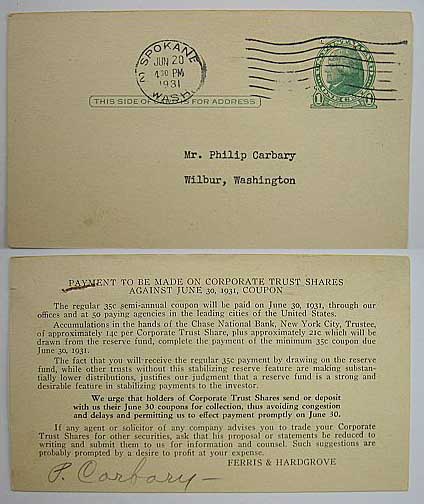 SPOKANE
JUN 20
4 30 PM
1931
WASH.
2
THIS SIDE OF CARD IS FOR ADDRESS
1 1
Mr. Philip Carbary
Wilbur, Washington
PAYMENT TO BE MADE ON CORPORATE TRUST SHARES
AGAINST JUNE 30, 1931, COUPON
The regular 35c semi-annual coupon will be paid on June 30, 1931, through our
offices and at 50 paying agencies in the leading cities of the United States.
Accumulations in the hands of the Chase National Bank, New York City, Trustee,
of approximately 14c per Corporate Trust Share, plus approximately 21c which will be
drawn from the reserve fund, complete the payment of the minimum 35c coupon due
June 30, 1931.
The fact that you will receive the regular 35c payment by drawing on the reserve
fund, while other trusts without this stabilizing reserve feature are making substan-
tially lower distributions, justifies our judgment that a reserve fund is a strong and
desirable feature in stabilizing payments to the investor.
We urge that holders of Corporate Trust Shares send or deposit
with us their June 30 coupons for collection, thus avoiding congestion
and delays and permitting us to effect payment promptly on June 30.
If any agent or solicitor of any company advises you to trade your Corporate
Trust Shares for other securities, ask that his proposal or statements be reduced to
writing and submit them to us for information and counsel. Such suggestions are
probably prompted by a desire to profit at your expense.
FERRIS & HARDGROVE
P. Carbary –